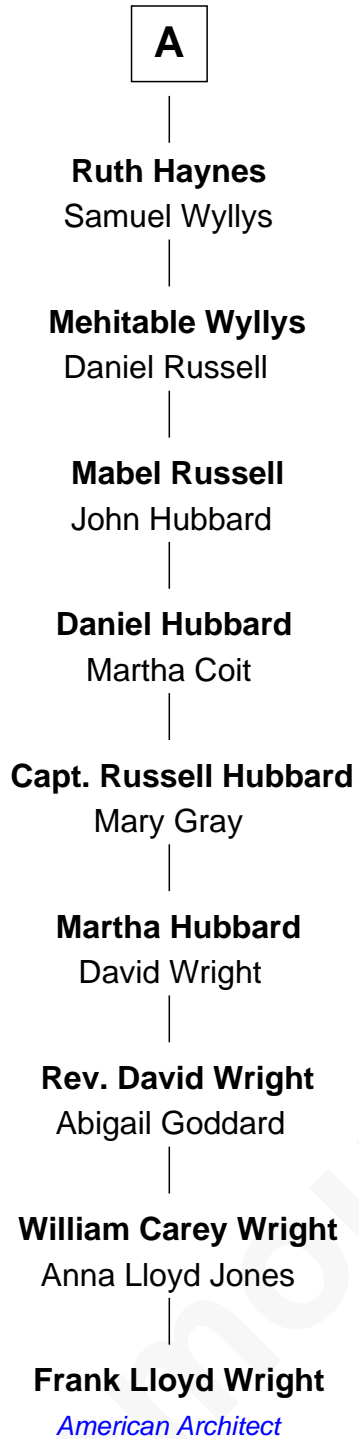 A
Ruth Haynes
Samuel Wyllys
Mehitable Wyllys
Daniel Russell
Mabel Russell
John Hubbard
Daniel Hubbard
Martha Coit
Capt. Russell Hubbard
Mary Gray
Martha Hubbard
David Wright
Rev. David Wright
Abigail Goddard
William Carey Wright
Anna Lloyd Jones
Frank Lloyd Wright
American Architect